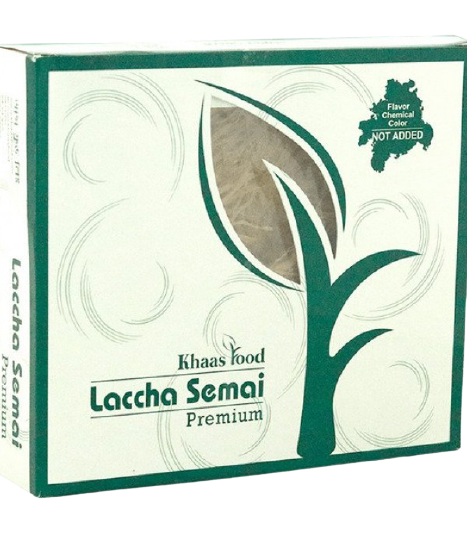 Flavor
Chemical
Color
NOT ADDED
Khaas Food
Laccha Semai
Premium
Laccha Semai
Premium